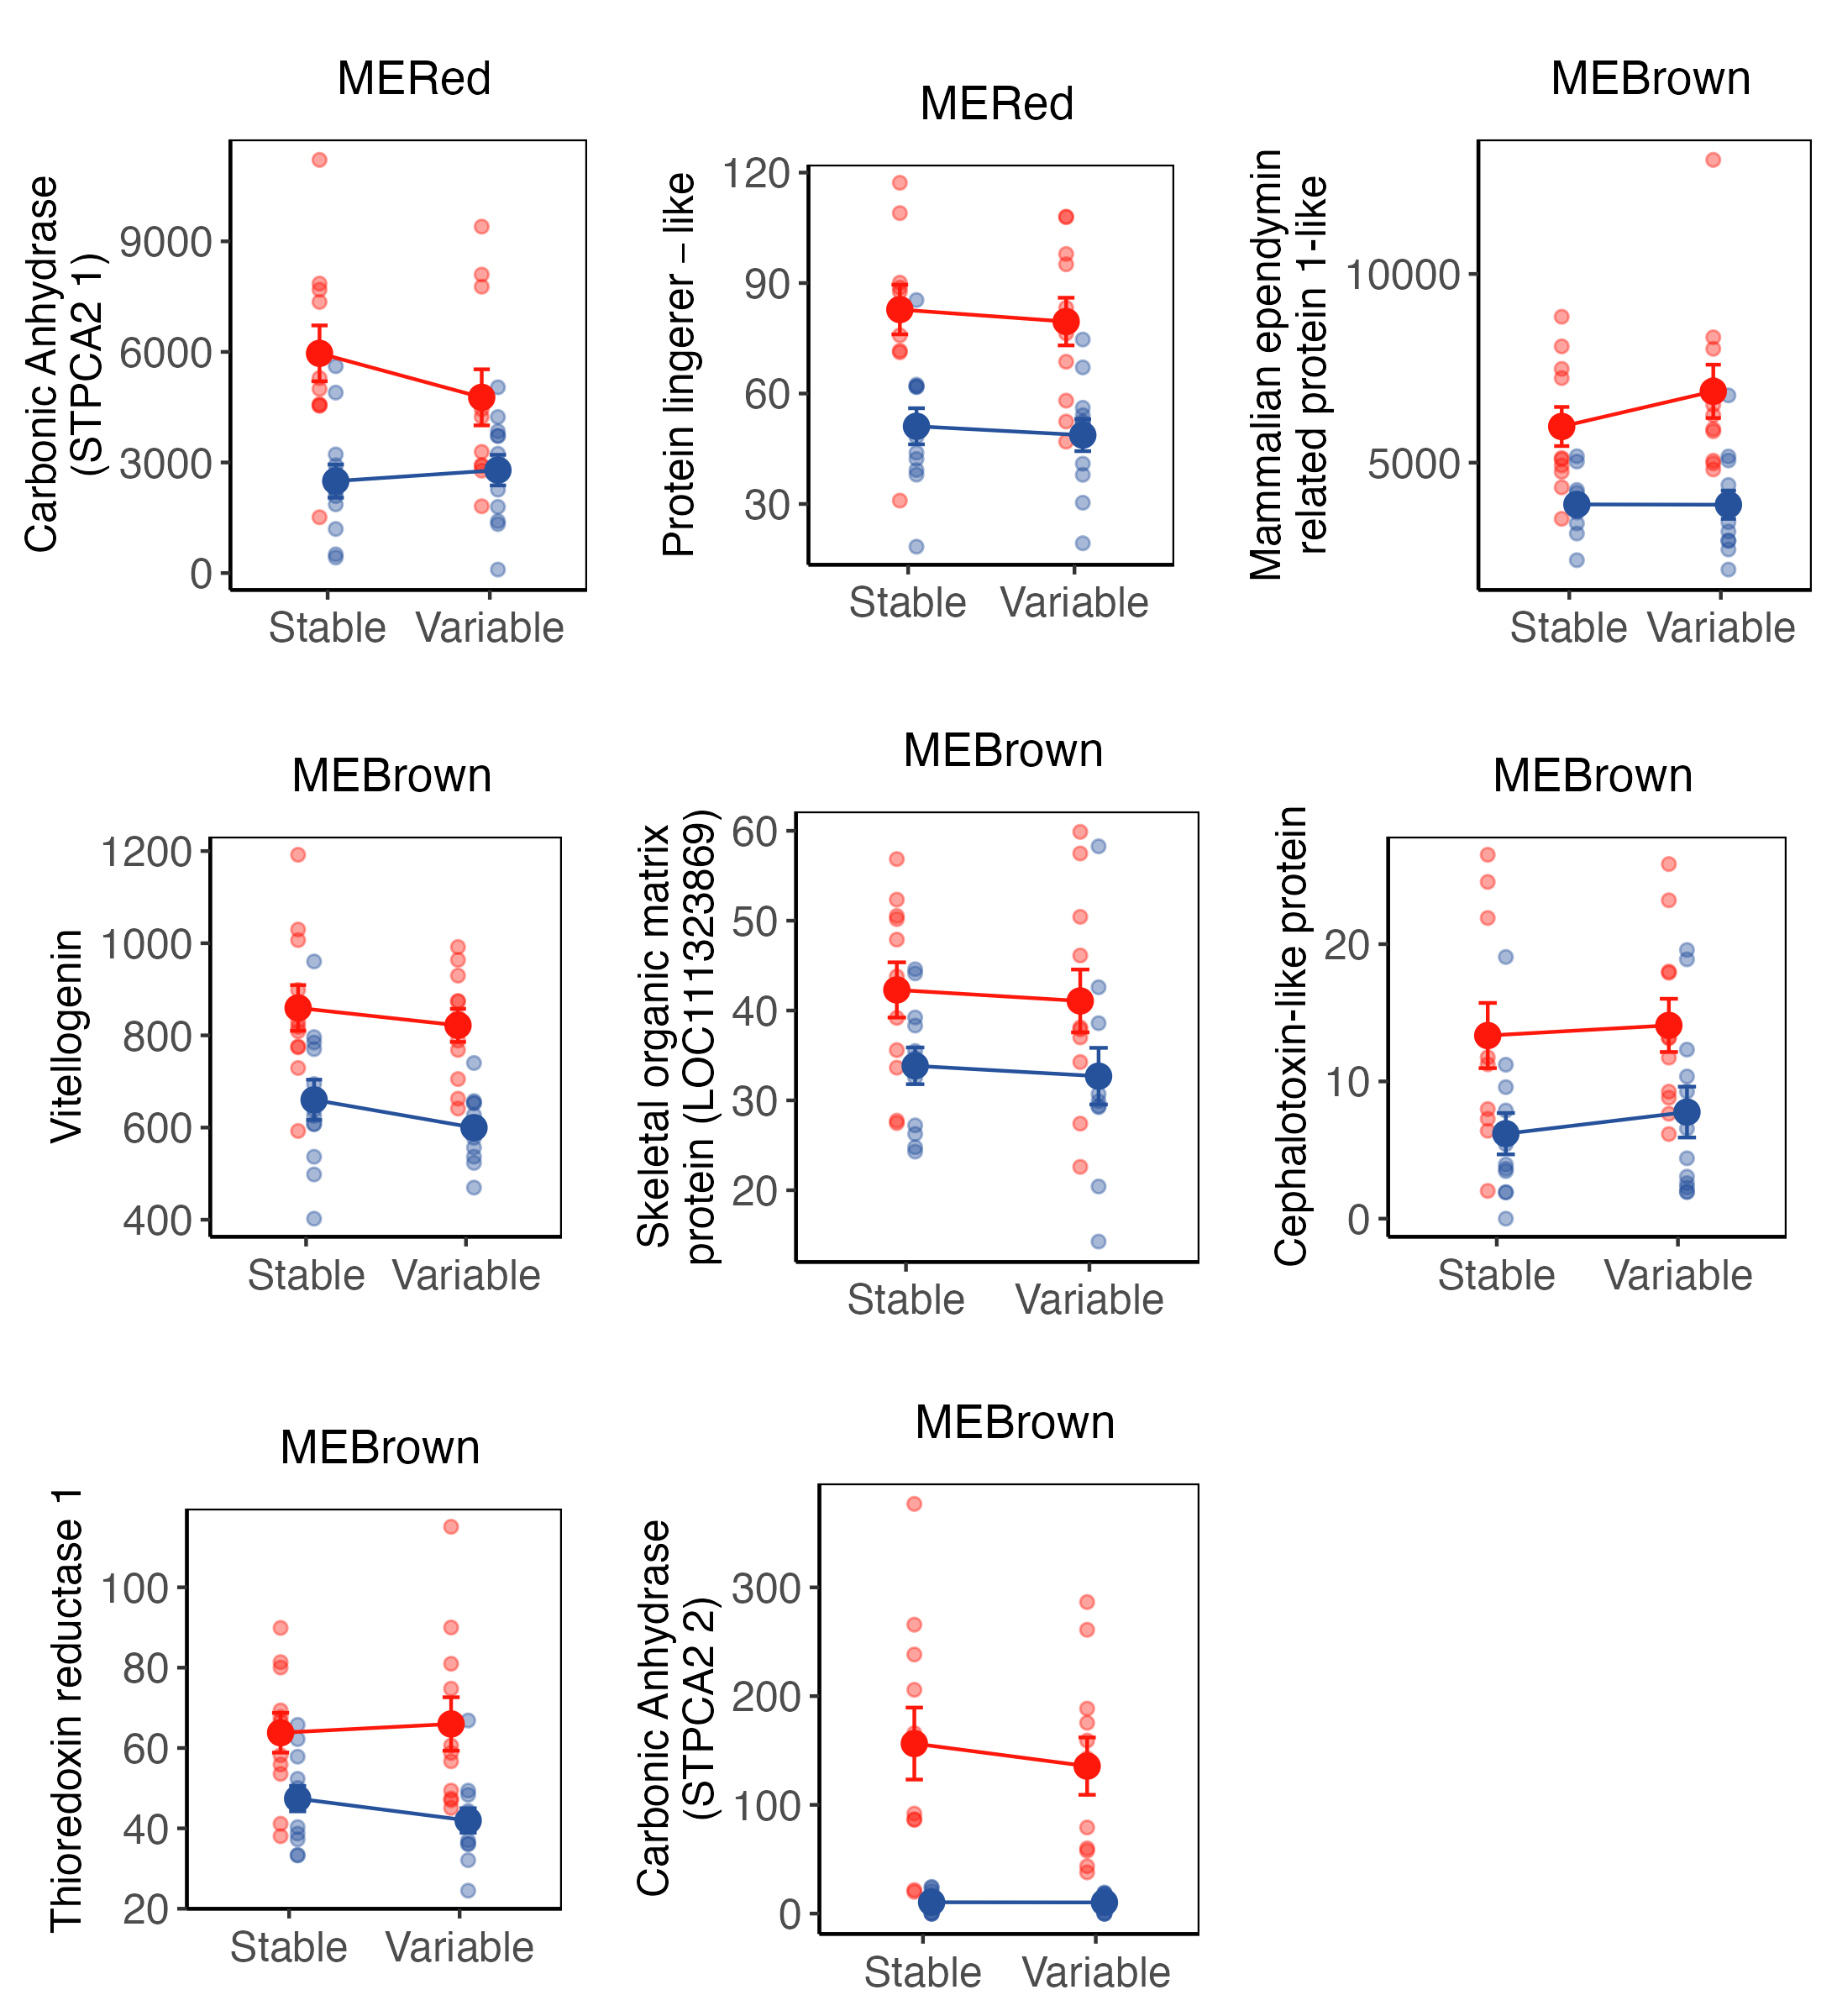 MERed
Carbonic Anhydrase
(STPCA2 1)
9000
6000
3000
0
Stable Variable
MERed
Protein lingerer – like
120
90
60
30
Stable Variable
MEBrown
Mammalian ependymin
related protein 1-like
10000
5000
Stable Variable
MEBrown
Vitellogenin
1200
1000
800
600
400
Stable Variable
MEBrown
Skeletal organic matrix
protein (LOC111323869)
60
50
40
30
20
Stable Variable
MEBrown
Cephalotoxin-like protein
20
10
0
Stable Variable
MEBrown
Thioredoxin reductase 1
100
80
60
40
20
Stable Variable
MEBrown
Carbonic Anhydrase
(STPCA2 2)
300
200
100
0
Stable Variable